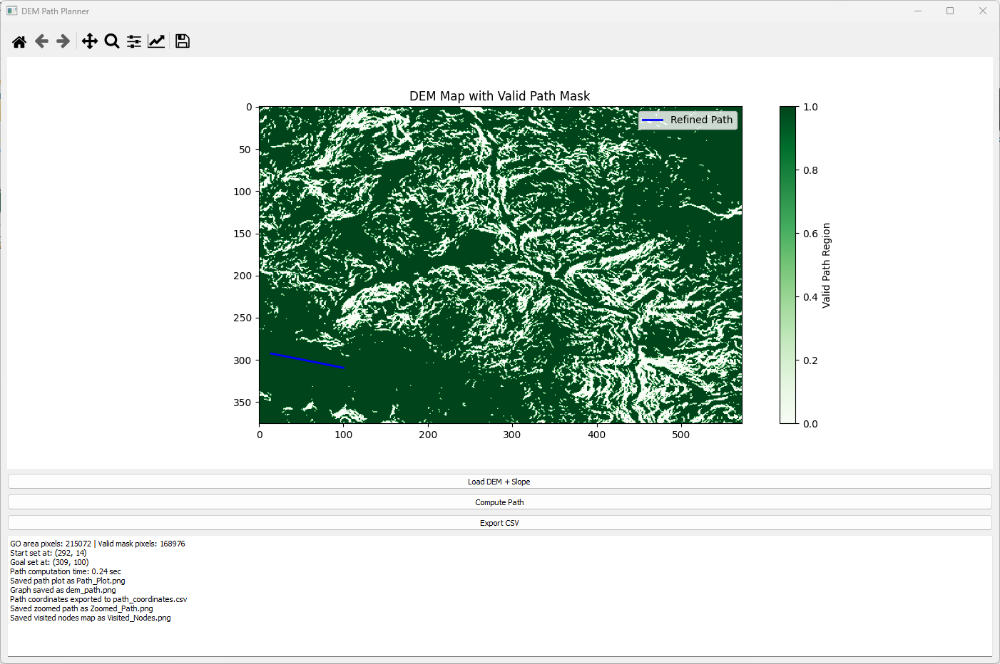 DEM Path Planner
DEM Map with Valid Path Mask
Refined Path
0
50
100
150
200
250
300
350
0
100
200
300
400
500
1.0
0.8
0.6
0.4
0.2
0.0
Valid Path Region
Load DEM + Slope
Compute Path
Export CSV
GO area pixels: 215072 | Valid mask pixels: 168976
Start set at: (292, 14)
Goal set at: (309, 100)
Path computation time: 0.24 sec
Saved path plot as Path_Plot.png
Graph saved as dem_path.png
Path coordinates exported to path_coordinates.csv
Saved zoomed path as Zoomed_Path.png
Saved visited nodes map as Visited_Nodes.png